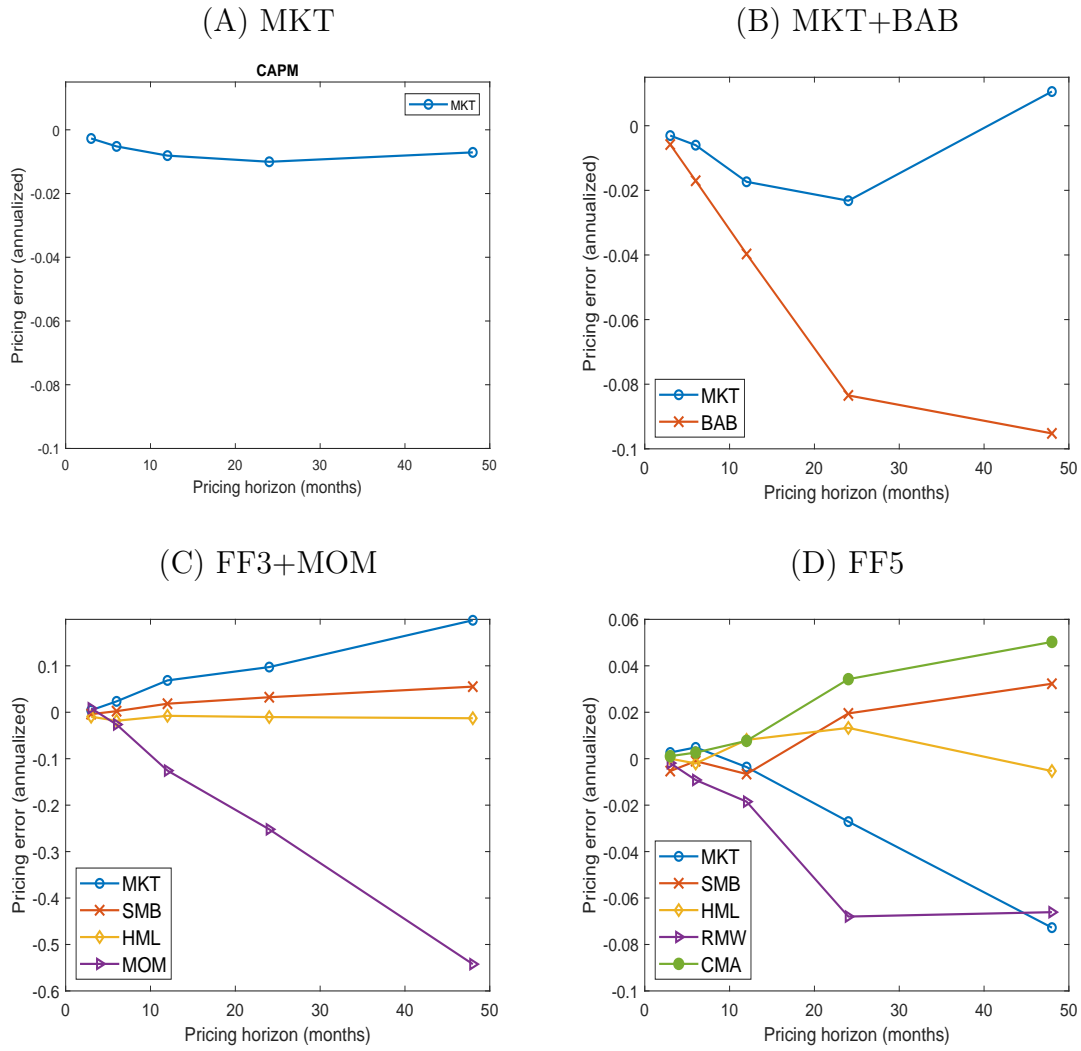 (A) MKT
CAPM
MKT
0
-0.02
-0.04
-0.06
-0.08
-0.1
Pricing error (annualized)
0 10 20 30 40 50
Pricing horizon (months)
(B) MKT+BAB
0
-0.02
-0.04
-0.06
-0.08
-0.1
Pricing error (annualized)
MKT
BAB
0 10 20 30 40 50
Pricing horizon (months)
(C) FF3+MOM
0.1
0
-0.1
-0.2
-0.3
-0.4
-0.5
-0.6
Pricing error (annualized)
MKT
SMB
HML
MOM
0 10 20 30 40 50
Pricing horizon (months)
(D) FF5
0.06
0.04
0.02
0
-0.02
-0.04
-0.06
-0.08
-0.1
Pricing error (annualized)
MKT
SMB
HML
RMW
CMA
0 10 20 30 40 50
Pricing horizon (months)